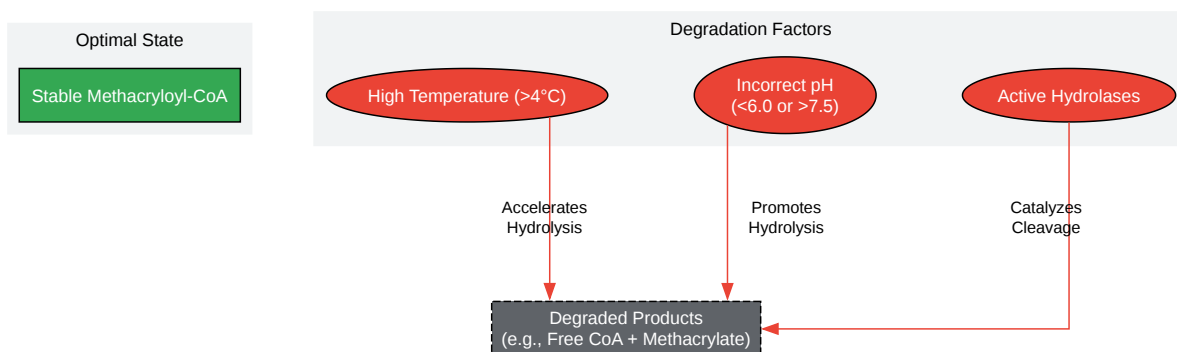 Optimal State
Stable Methacryloyl-CoA
Degradation Factors
High Temperature (>4°C)
Incorrect pH
(<6.0 or >7.5)
Active Hydrolases
Accelerates
Hydrolysis
Promotes
Hydrolysis
Catalyzes
Cleavage
Degraded Products
(e.g., Free CoA + Methacrylate)